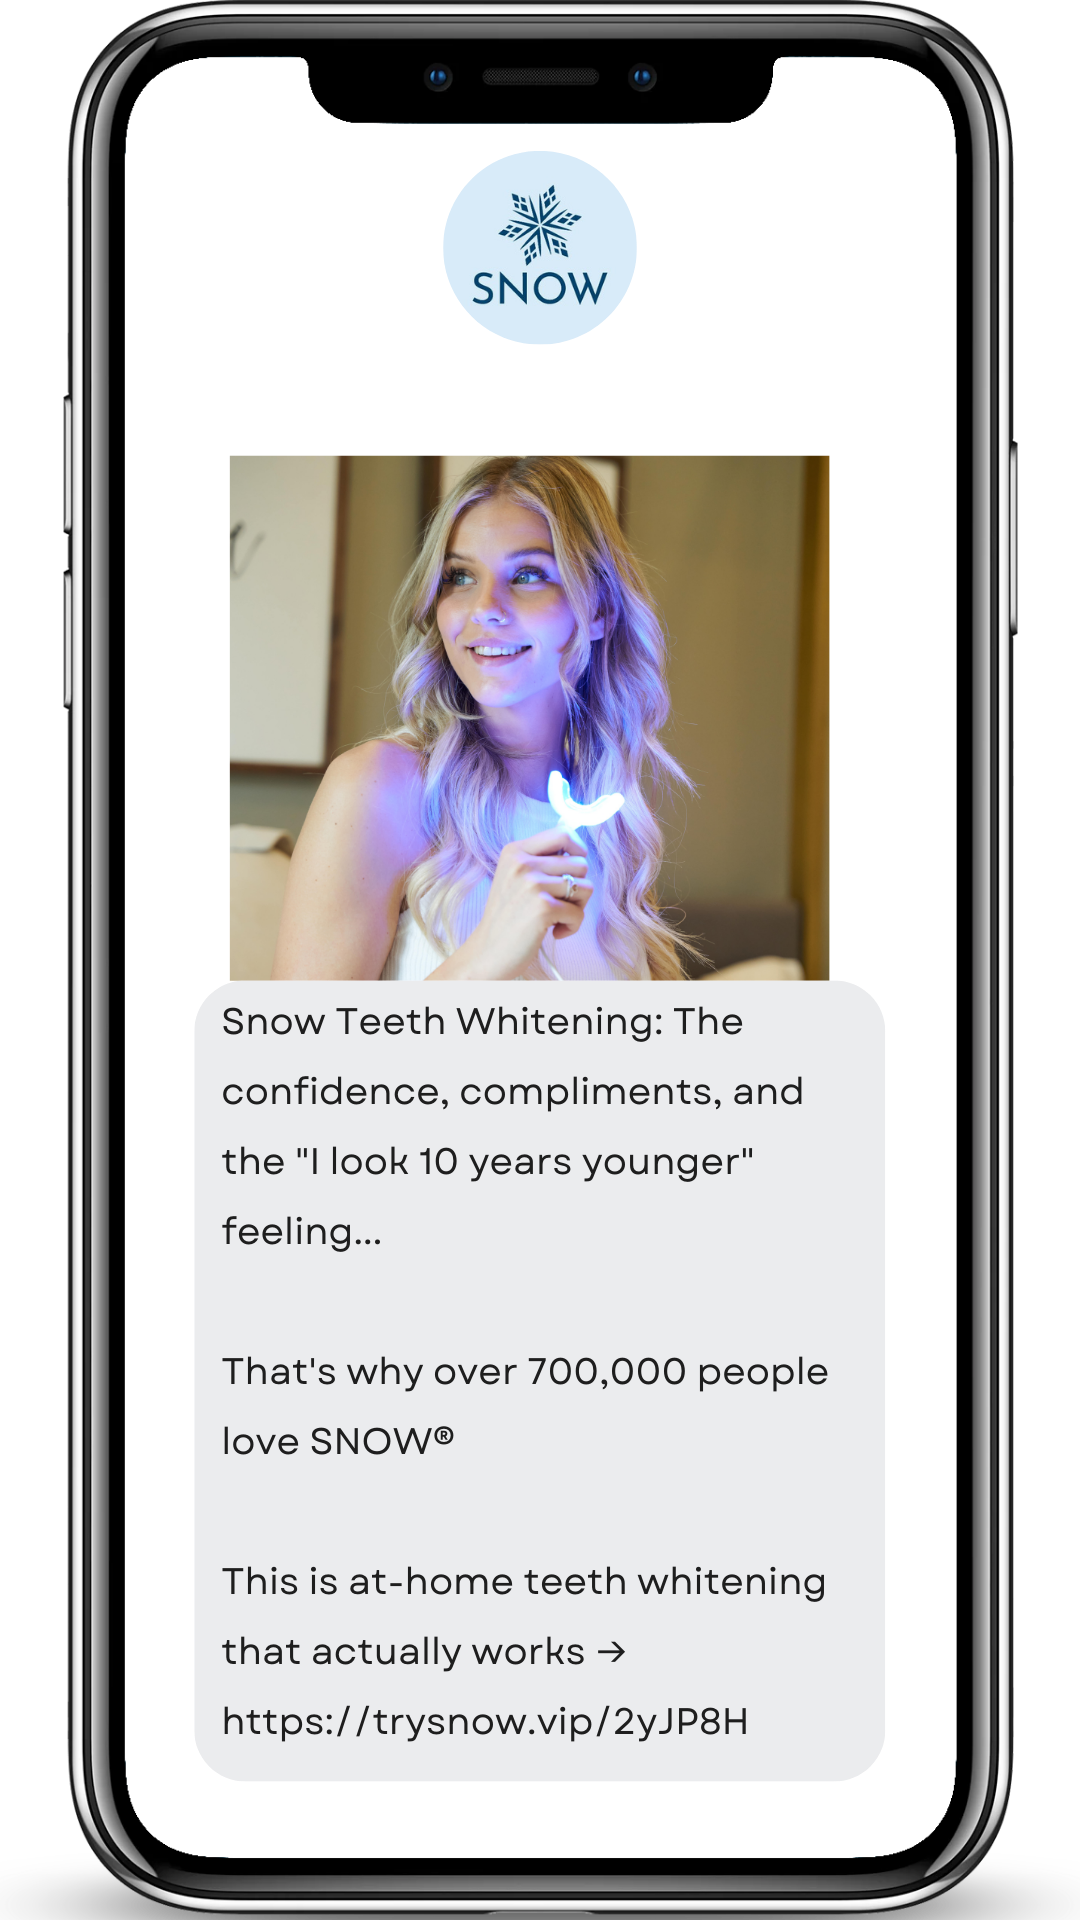 SNOW
Snow Teeth Whitening: The
confidence, compliments, and
the "I look 10 years younger"
feeling...
That's why over 700,000 people
love SNOW®
This is at-home teeth whitening
that actually works →
https://trysnow.vip/2yJP8H